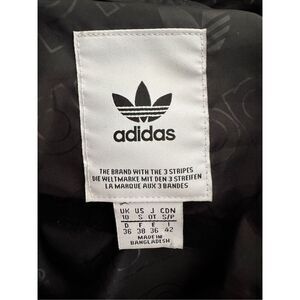 adidas
THE BRAND WITH THE 3 STRIPES
DIE WELTMARKE MIT DEN 3 STREIFEN
LA MARQUE AUX 3 BANDES
UK US J CDN
10 S OT S/P
D F E I
36 38 36 42
MADE IN
BANGLADESH